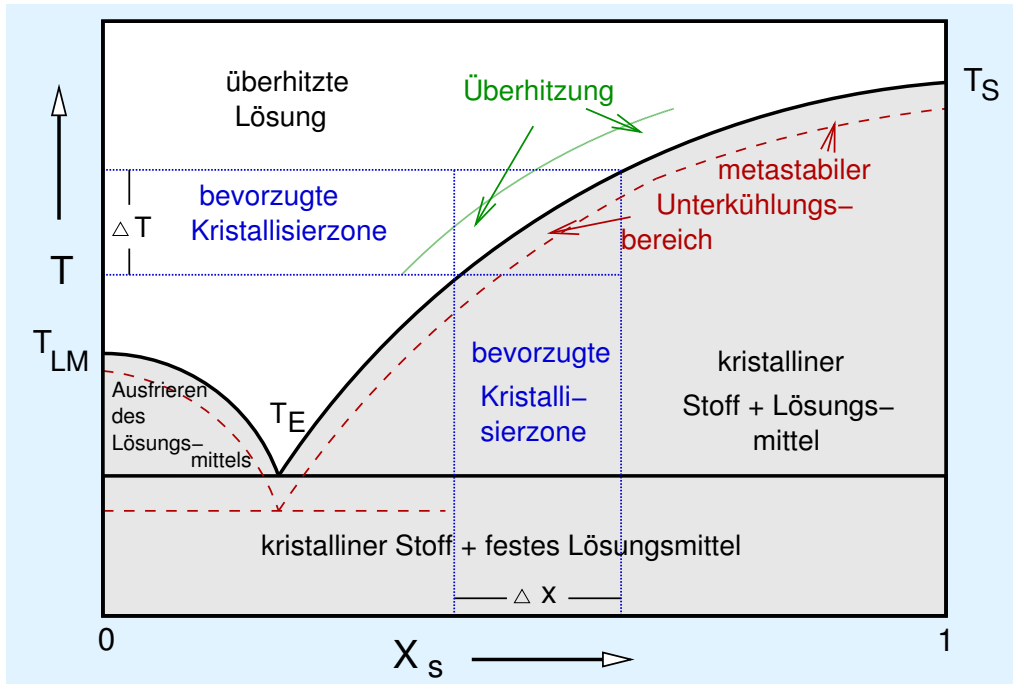 überhitzte
Lösung
Überhitzung
T_S
metastabiler
Unterkühlungs–
bereich
bevorzugte
Kristallisierzone
△ T
T
T_LM
Ausfrieren
des
Lösungs–
mittels
T_E
bevorzugte
Kristalli–
sierzone
kristalliner
Stoff + Lösungs–
mittel
kristalliner Stoff + festes Lösungsmittel
△ x
0
X_s
1